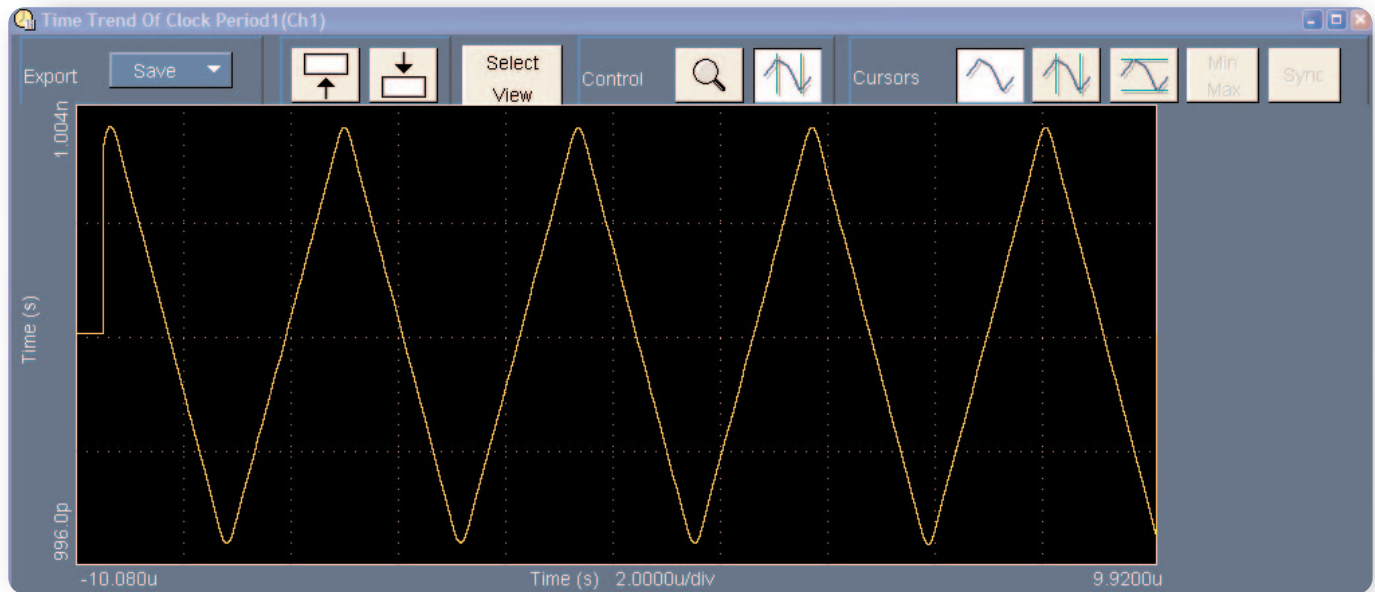 Time Trend Of Clock Period1(Ch1)
Export
Save
Select
View
Control
Cursors
Min
Max
Sync
1.004n
Time (s)
996.0p
-10.080u
Time (s) 2.0000u/div
9.9200u